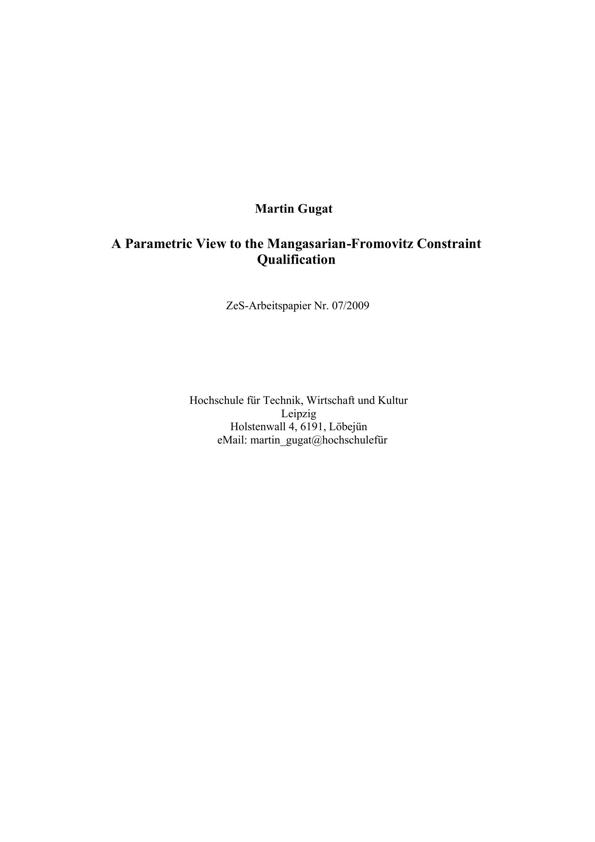 Martin Gugat
A Parametric View to the Mangasarian-Fromovitz Constraint
Qualification
ZeS-Arbeitspapier Nr. 07/2009
Hochschule für Technik, Wirtschaft und Kultur
Leipzig
Holstenwall 4, 6191, Löbejün
eMail: martin_gugat@hochschulefür